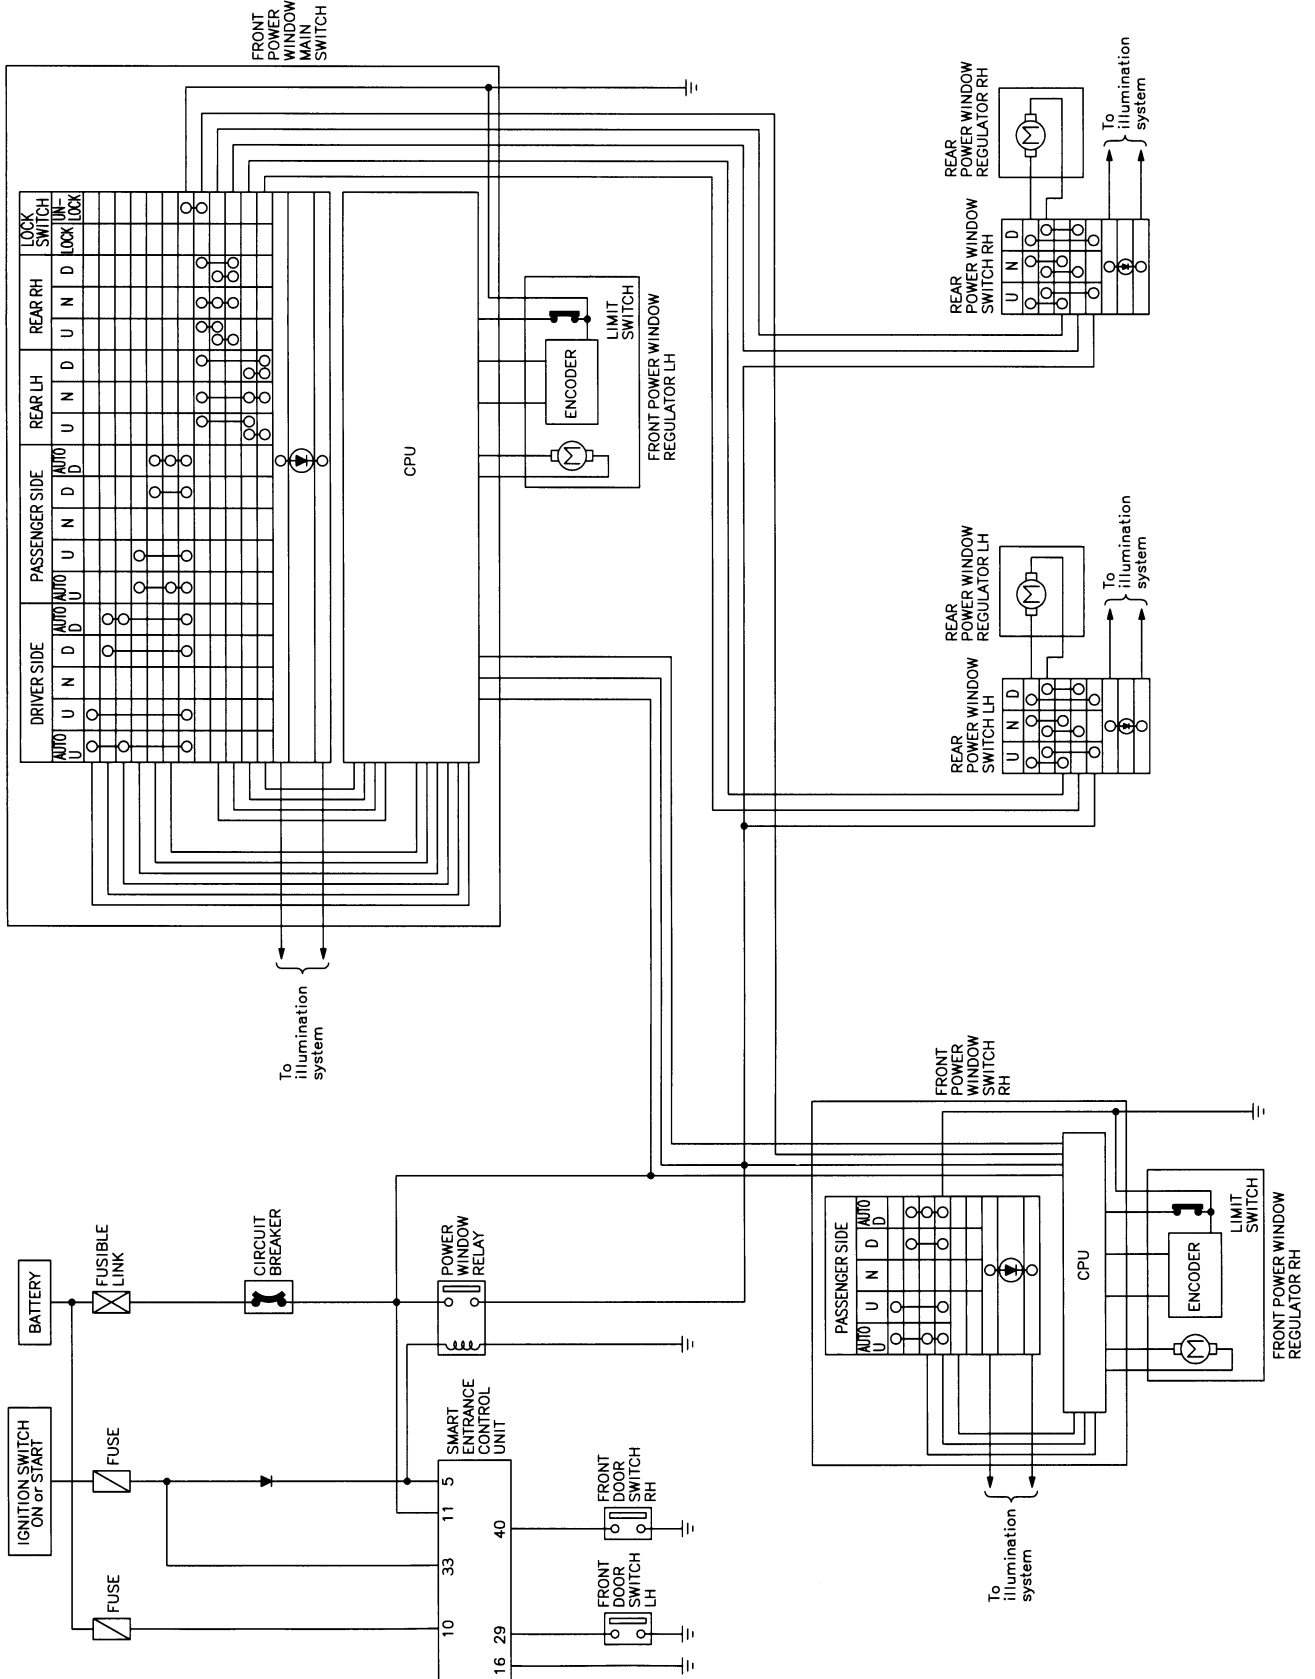 FRONT
POWER
WINDOW
MAIN
SWITCH
LOCK
SWITCH
UN-
LOCK
LOCK
REAR RH
D
N
U
REAR LH
D
N
U
PASSENGER SIDE
AUTO
D
D
N
U
AUTO
U
DRIVER SIDE
AUTO
D
D
N
U
AUTO
U
CPU
M
ENCODER
LIMIT
SWITCH
FRONT POWER WINDOW
REGULATOR LH
To
illumination
system
REAR
POWER WINDOW
REGULATOR RH
M
To
illumination
system
REAR
POWER WINDOW
SWITCH RH
U N D
REAR
POWER WINDOW
REGULATOR LH
M
To
illumination
system
REAR
POWER WINDOW
SWITCH LH
U N D
FRONT
POWER
WINDOW
SWITCH
RH
PASSENGER SIDE
AUTO
U
U
N
D
AUTO
D
CPU
M
ENCODER
LIMIT
SWITCH
FRONT POWER WINDOW
REGULATOR RH
To
illumination
system
BATTERY
FUSIBLE
LINK
CIRCUIT
BREAKER
POWER
WINDOW
RELAY
IGNITION SWITCH
ON or START
FUSE
FUSE
SMART
ENTRANCE
CONTROL
UNIT
5
11
33
10
40
29
16
FRONT
DOOR
SWITCH
RH
FRONT
DOOR
SWITCH
LH